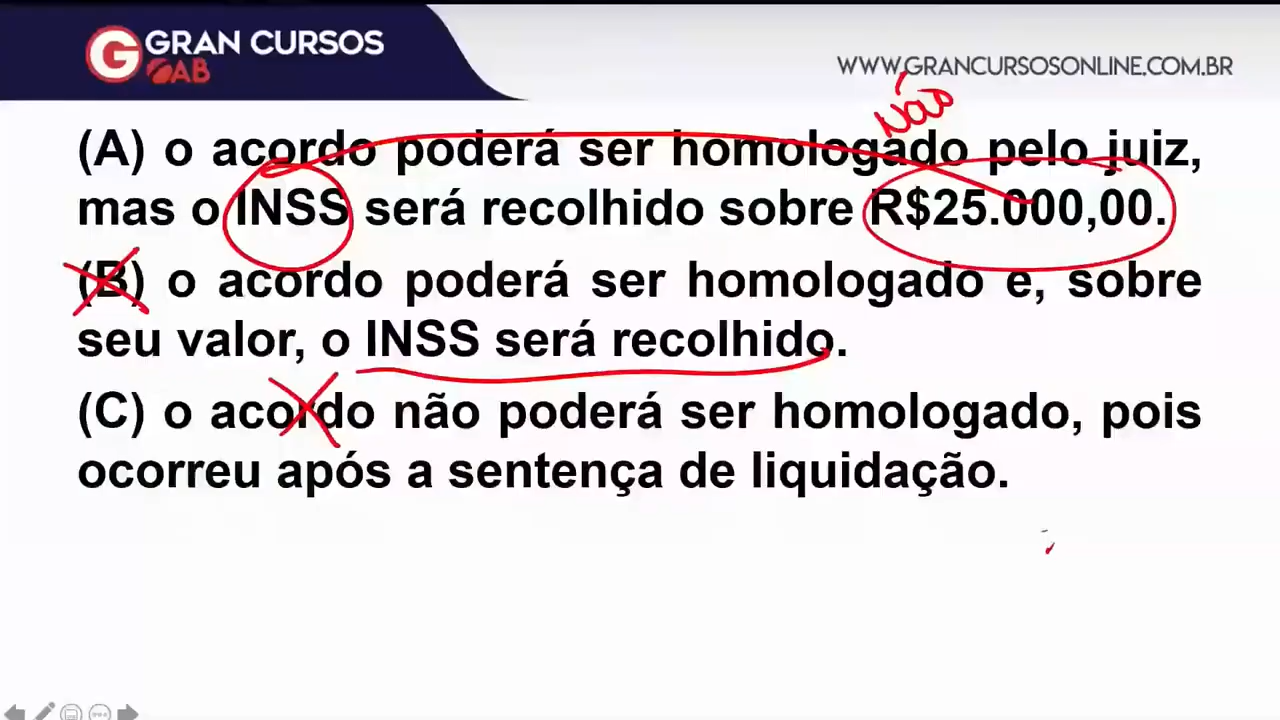 GRAN CURSOS
OAB
WWW.GRANCURSOSONLINE.COM.BR
Não
(A) o acordo poderá ser homologado pelo juiz,
mas o INSS será recolhido sobre R$25.000,00.
(B) o acordo poderá ser homologado e, sobre
seu valor, o INSS será recolhido.
(C) o acordo não poderá ser homologado, pois
ocorreu após a sentença de liquidação.